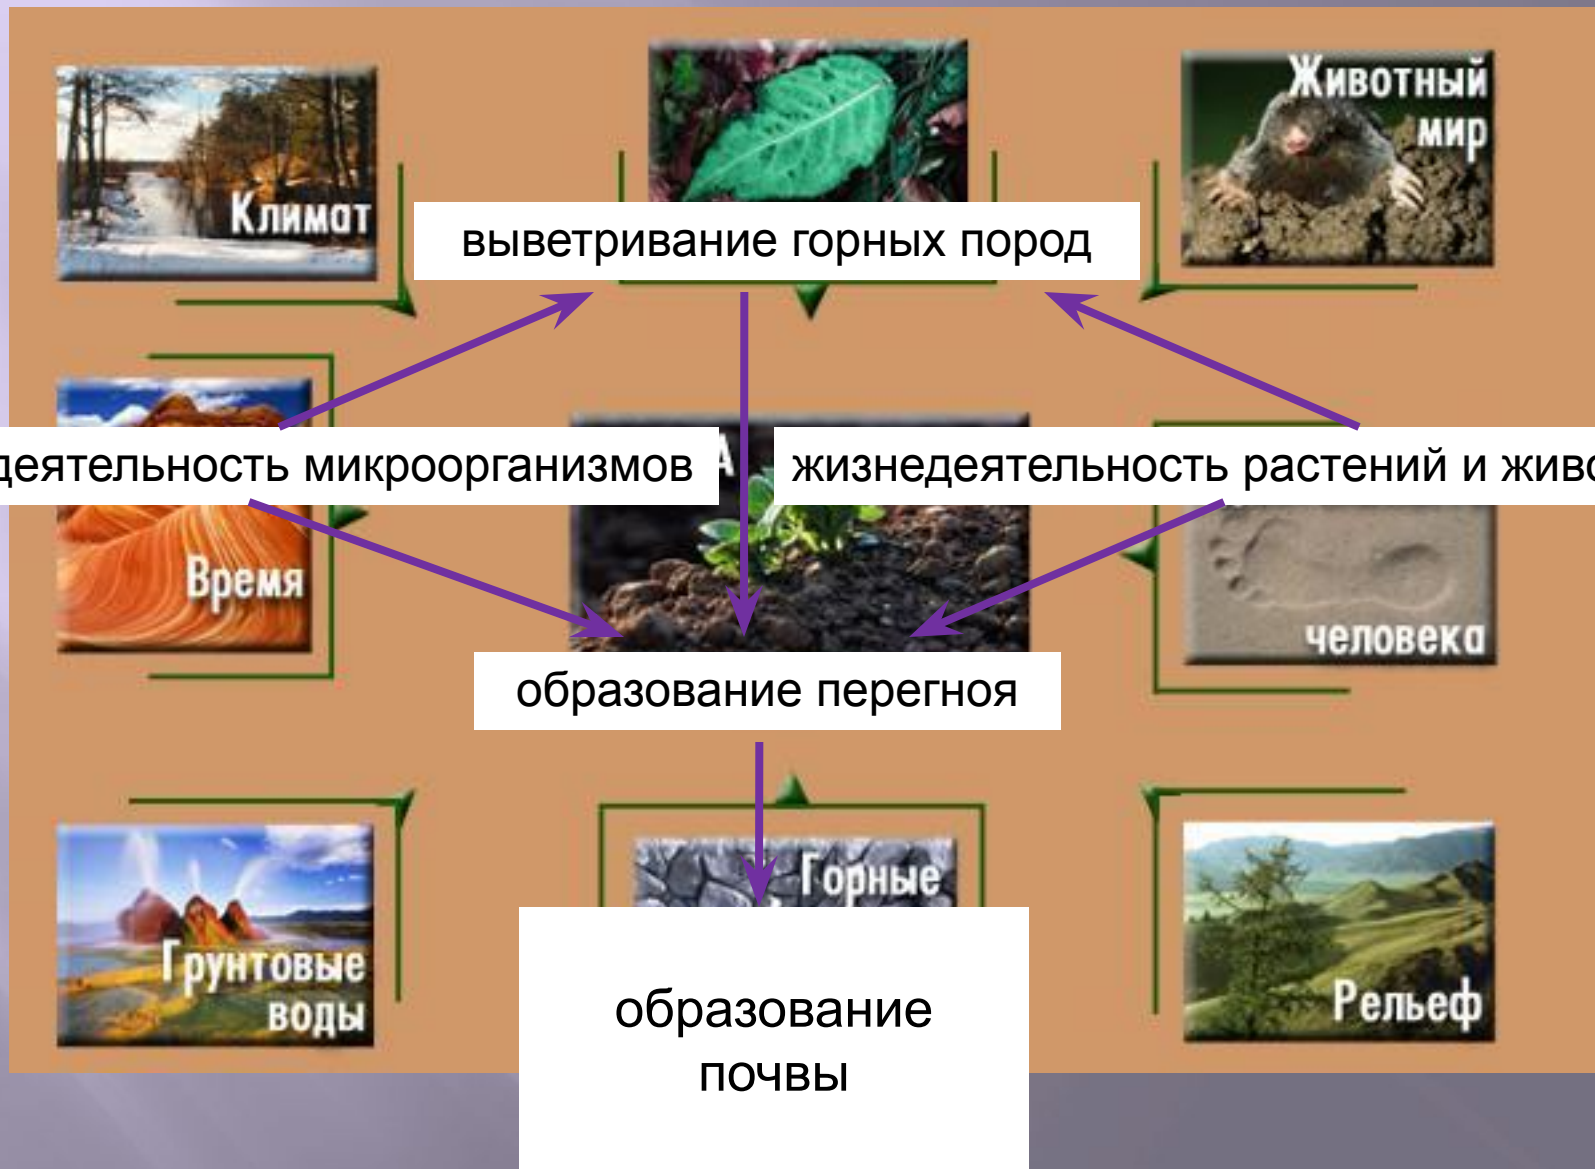 Климат
Животный
мир
выветривание горных пород
деятельность микроорганизмов
жизнедеятельность растений и
Время
человека
образование перегноя
Горные
Грунтовые
воды
Рельеф
образование
почвы